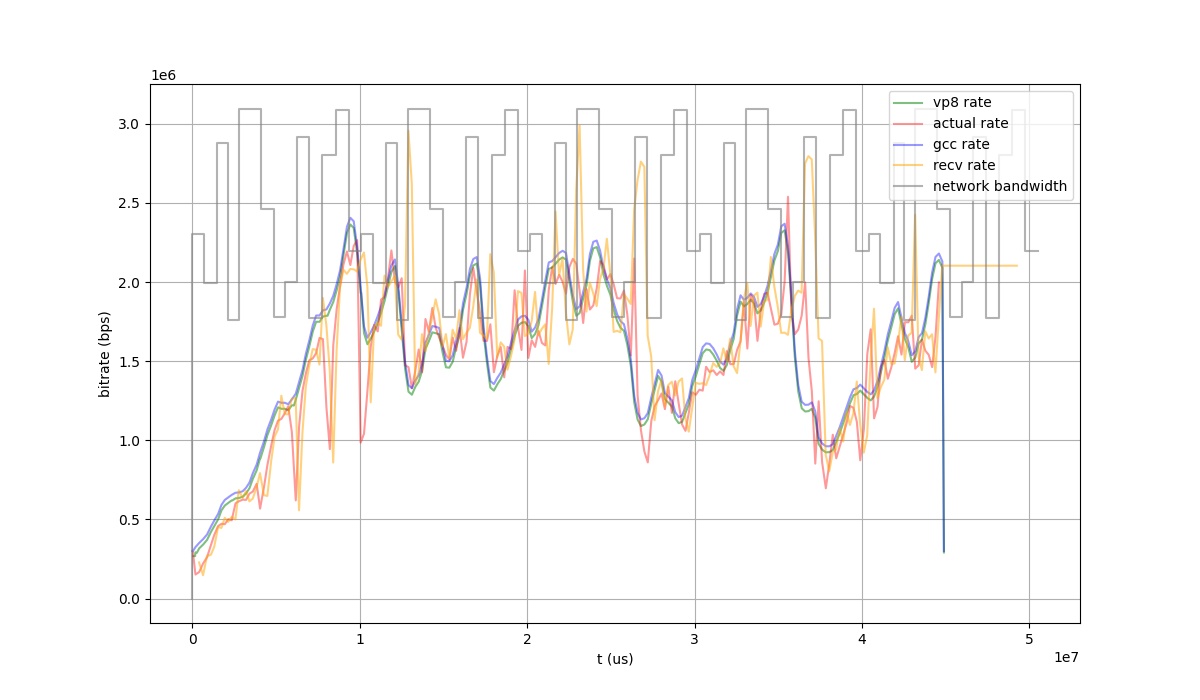 1e6
bitrate (bps)
3.0
2.5
2.0
1.5
1.0
0.5
0.0
vp8 rate
actual rate
gcc rate
recv rate
network bandwidth
0 1 2 3 4 5
t (us)
1e7